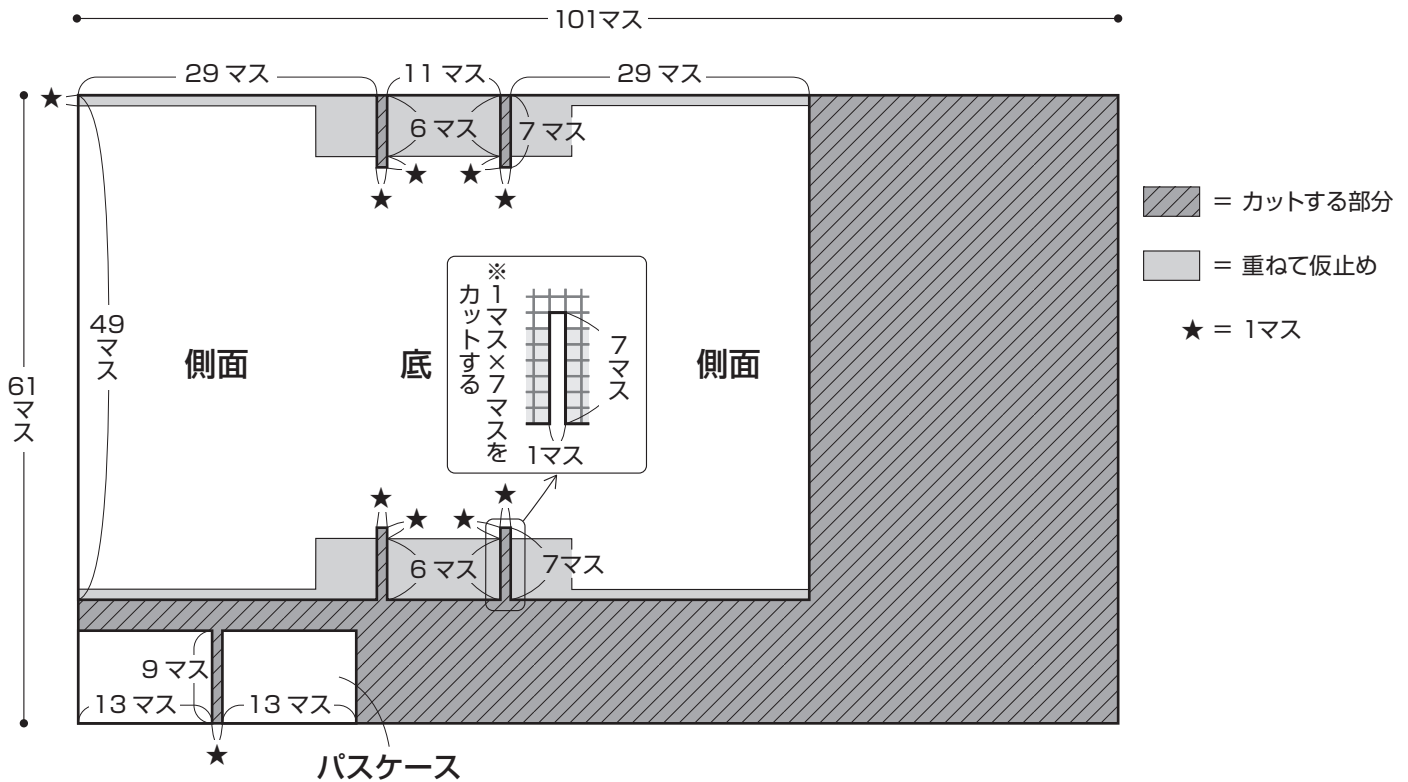 101マス
29 マス
11 マス
29 マス
★
6 マス
7 マス
★
★
★
★
= カットする部分
= 重ねて仮止め
★ = 1マス
61マス
49マス
側面
底
側面
※1マス×7マスを
カットする
7マス
1マス
★
★
★
★
6 マス
7マス
9 マス
13 マス
13 マス
★
パスケース